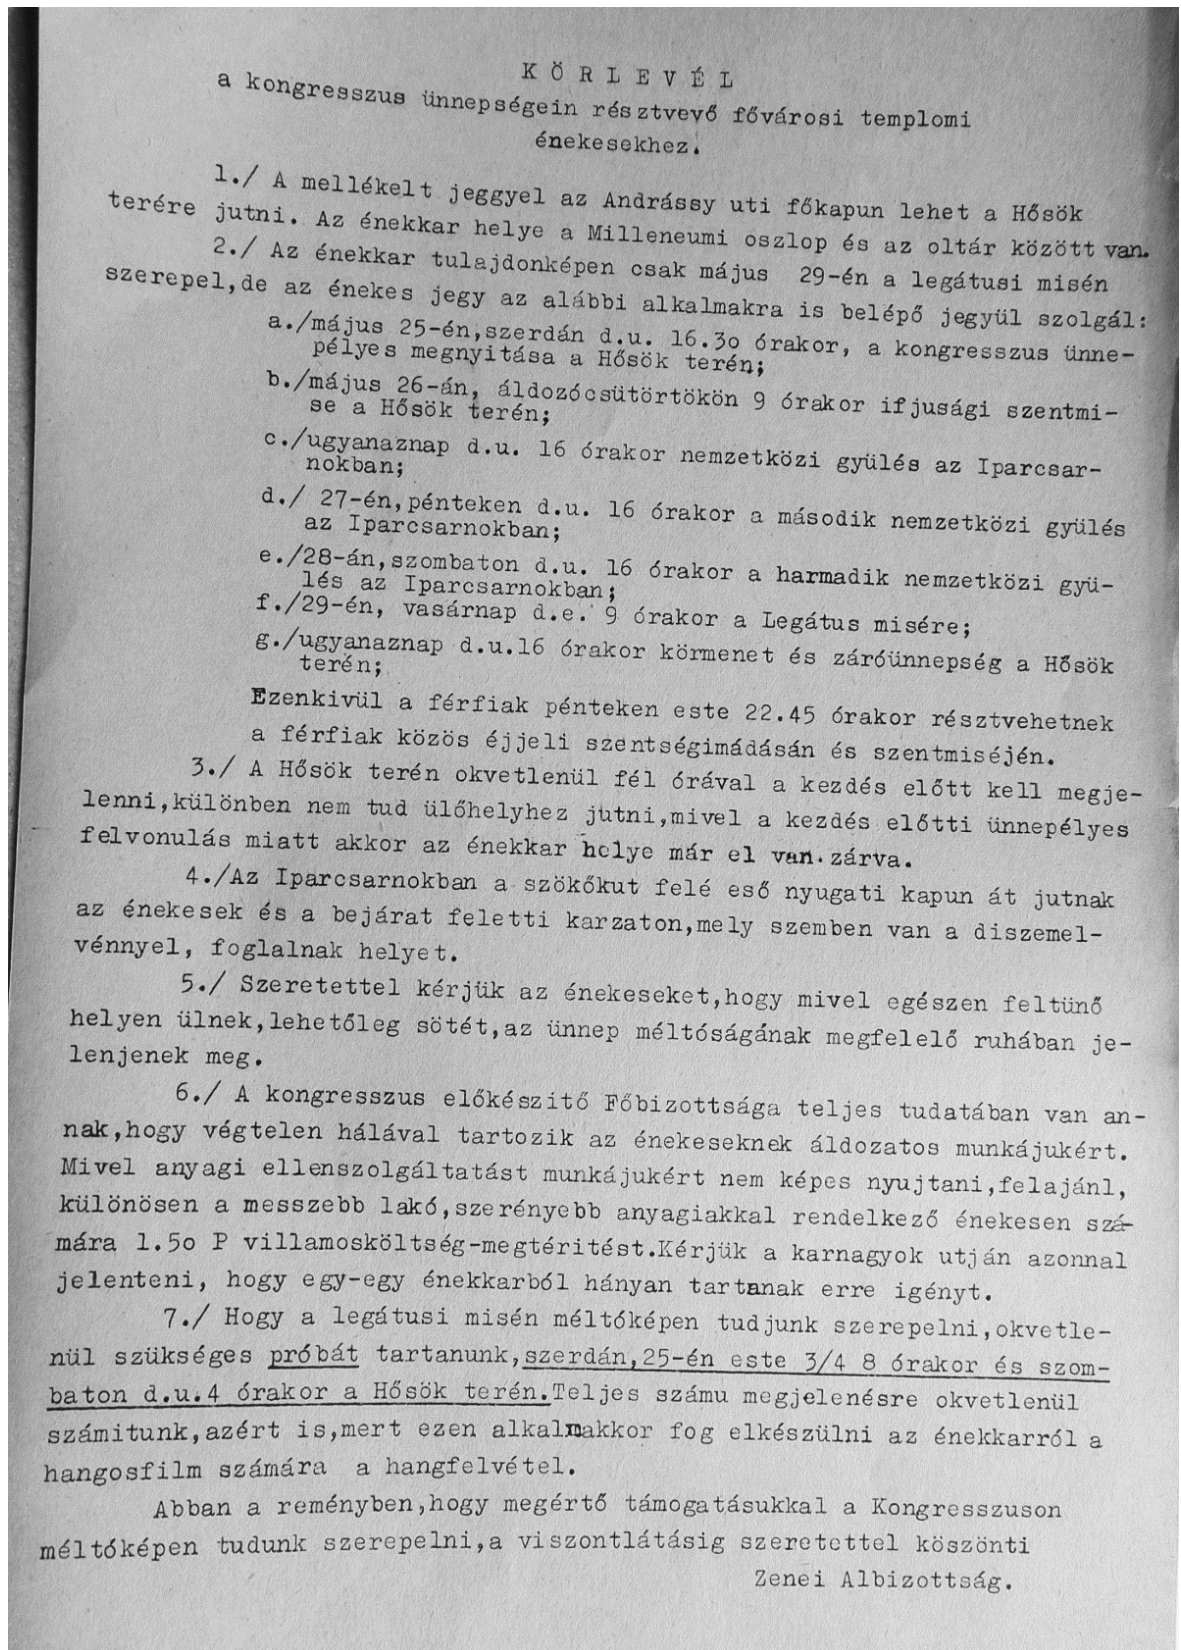 K Ö R L E V É L
a kongresszus ünnepségein résztvevő fővárosi templomi
énekesekhez.
1./ A mellékelt jeggyel az Andrássy uti főkapun lehet a Hősök
terére jutni. Az énekkar helye a Milleneumi oszlop és az oltár között van.
2./ Az énekkar tulajdonképen csak május 29-én a legátusi misén
szerepel,de az énekes jegy az alábbi alkalmakra is belépő jegyül szolgál:
a./május 25-én,szerdán d.u. 16.3o órakor, a kongresszus ünne-
pélyes megnyitása a Hősök terén;
b./május 26-án, áldozócsütörtökön 9 órakor ifjusági szentmi-
se a Hősök terén;
c./ugyanaznap d.u. 16 órakor nemzetközi gyülés az Iparcsar-
nokban;
d./ 27-én,pénteken d.u. 16 órakor a második nemzetközi gyülés
az Iparcsarnokban;
e./28-án,szombaton d.u. 16 órakor a harmadik nemzetközi gyü-
lés az Iparcsarnokban;
f./29-én, vasárnap d.e. 9 órakor a Legátus misére;
g./ugyanaznap d.u.16 órakor körmenet és záróünnepség a Hősök
terén;
Ezenkivül a férfiak pénteken este 22.45 órakor résztvehetnek
a férfiak közös éjjeli szentségimádásán és szentmiséjén.
3./ A Hősök terén okvetlenül fél órával a kezdés előtt kell megje-
lenni,különben nem tud ülőhelyhez jutni,mivel a kezdés előtti ünnepélyes
felvonulás miatt akkor az énekkar helye már el van zárva.
4./Az Iparcsarnokban a szökőkut felé eső nyugati kapun át jutnak
az énekesek és a bejárat feletti karzaton,mely szemben van a diszemel-
vénnyel, foglalnak helyet.
5./ Szeretettel kérjük az énekeseket,hogy mivel egészen feltünő
helyen ülnek,lehetőleg sötét,az ünnep méltóságának megfelelő ruhában je-
lenjenek meg.
6./ A kongresszus előkészitő Főbizottsága teljes tudatában van an-
nak,hogy végtelen hálával tartozik az énekeseknek áldozatos munkájukért.
Mivel anyagi ellenszolgáltatást munkájukért nem képes nyujtani,felajánl,
különösen a messzebb lakó,szerényebb anyagiakkal rendelkező énekesen szá-
mára 1.5o P villamosköltség-megtéritést.Kérjük a karnagyok utján azonnal
jelenteni, hogy egy-egy énekkarból hányan tartanak erre igényt.
7./ Hogy a legátusi misén méltóképen tudjunk szerepelni,okvetle-
nül szükséges próbát tartanunk,szerdán,25-én este 3/4 8 órakor és szom-
baton d.u.4 órakor a Hősök terén.Teljes számu megjelenésre okvetlenül
számitunk,azért is,mert ezen alkalmakkor fog elkészülni az énekkarról a
hangosfilm számára a hangfelvétel.
Abban a reményben,hogy megértő támogatásukkal a Kongresszuson
méltóképen tudunk szerepelni,a viszontlátásig szeretettel köszönti
Zenei Albizottság.